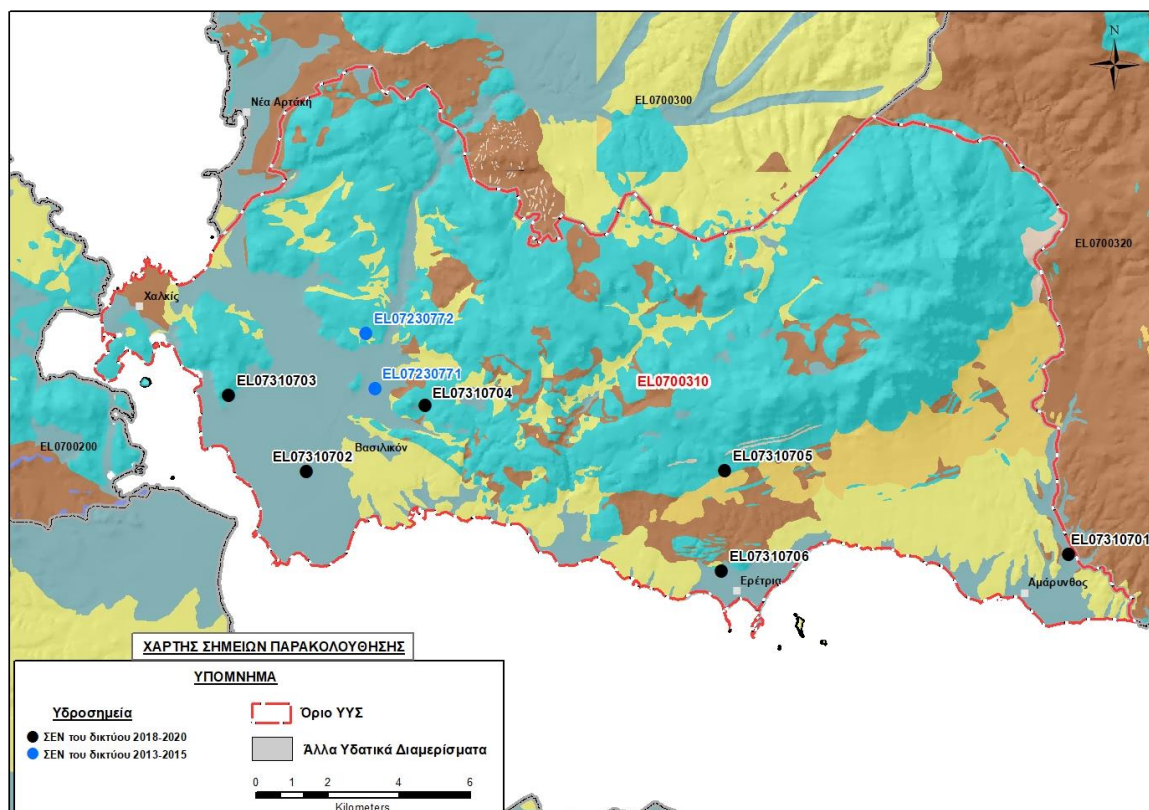 N
Νέα Αρτάκη
EL0700300
EL0700320
Χαλκίς
EL07230772
EL07310703
EL07230771
EL07310704
EL0700310
EL0700200
Βασιλικόν
EL07310702
EL07310705
EL07310701
EL07310706
Ερέτρια
Αμάρυνθος
ΧΑΡΤΗΣ ΣΗΜΕΙΩΝ ΠΑΡΑΚΟΛΟΥΘΗΣΗΣ
ΥΠΟΜΝΗΜΑ
Υδροσημεία
Όριο ΥΥΣ
ΣΕΝ του δικτύου 2018-2020
ΣΕΝ του δικτύου 2013-2015
Άλλα Υδατικά Διαμερίσματα
0 1 2 4 6
Kilometers